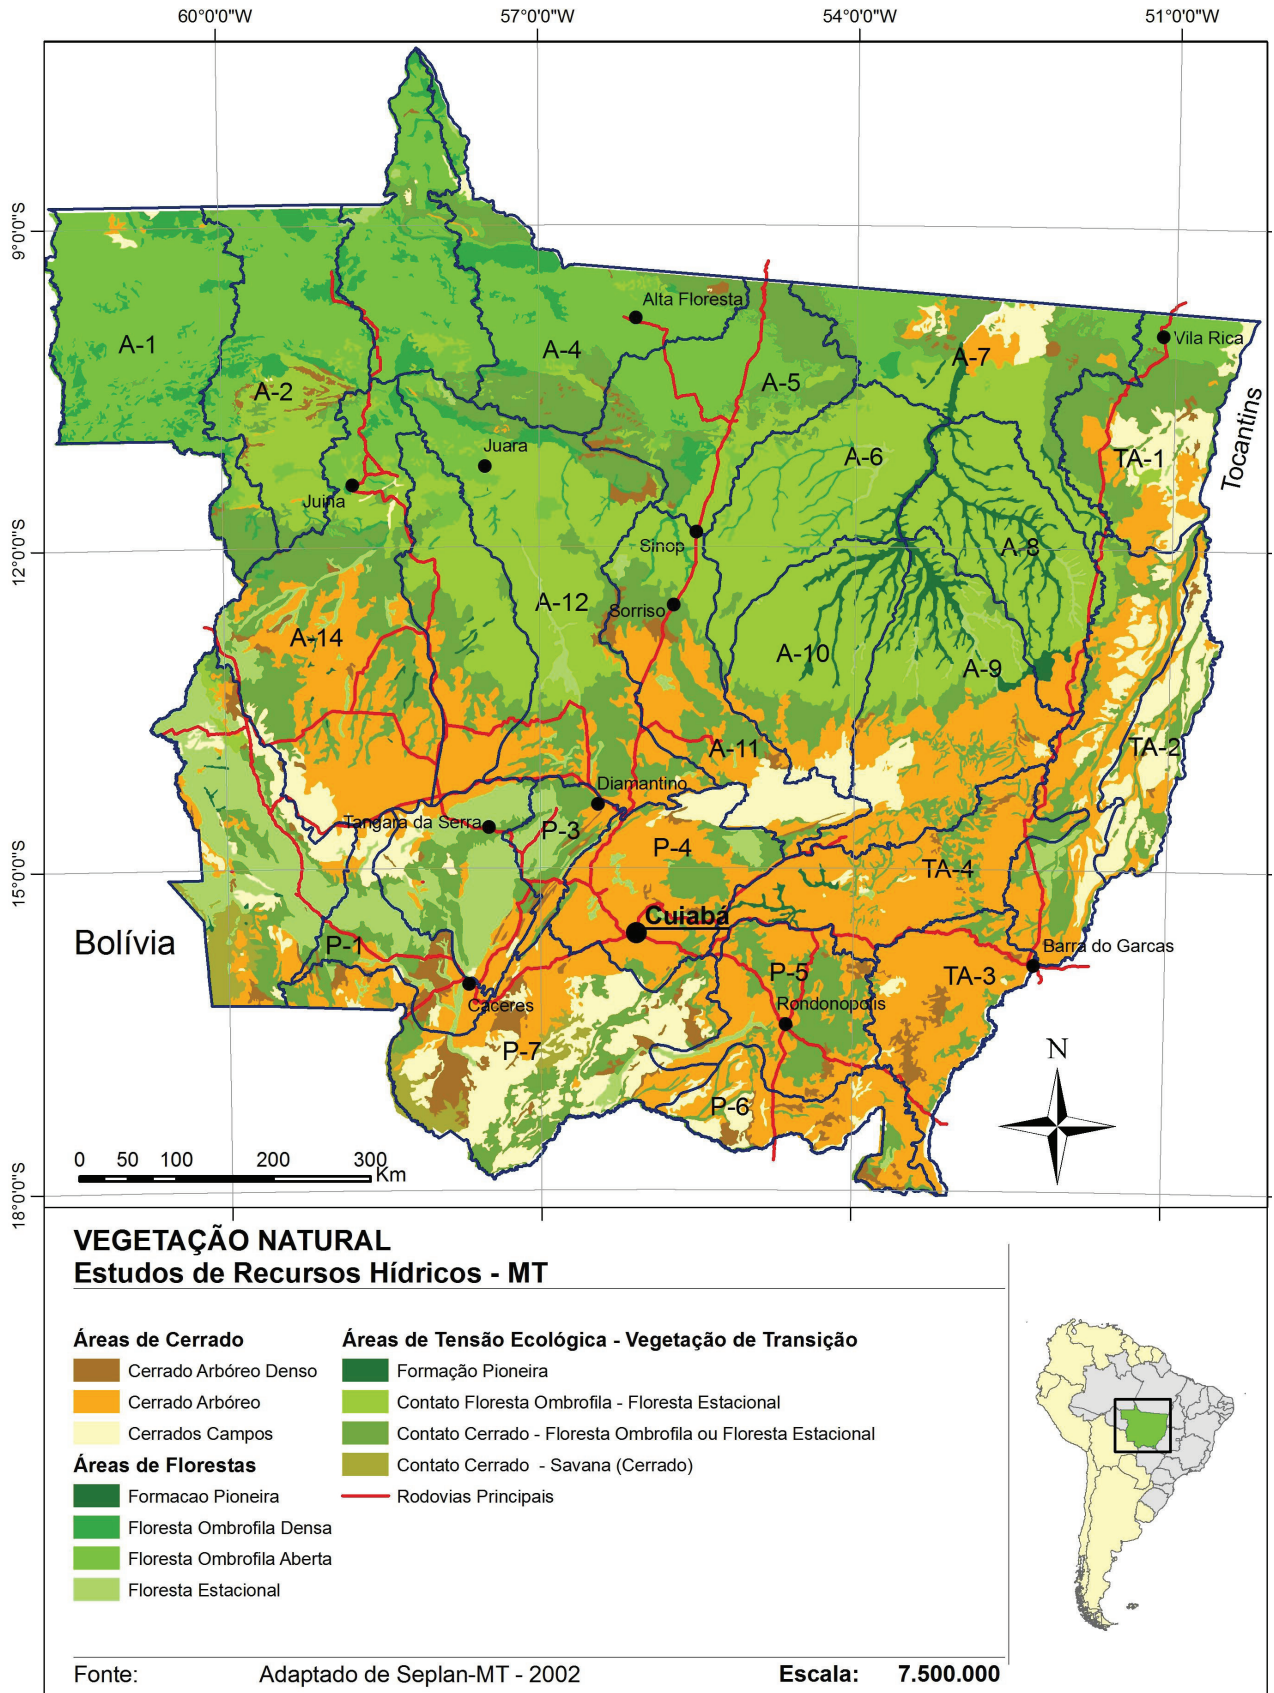 60°0'0"W
57°0'0"W
54°0'0"W
51°0'0"W
9°0'0"S
12°0'0"S
15°0'0"S
18°0'0"S
Alta Floresta
Vila Rica
A-1
A-4
A-7
A-2
A-5
Tocantins
Juara
A-6
TA-1
Juina
Sinop
A-8
A-12
Sorriso
A-14
A-10
A-9
TA-2
A-11
Diamantino
Tangara da Serra
P-3
P-4
TA-4
Cuiabá
Bolívia
P-1
Barra do Garcas
P-5
TA-3
Caceres
Rondonopolis
P-7
P-6
N
0 50 100 200 300
Km
VEGETAÇÃO NATURAL
Estudos de Recursos Hídricos - MT
Áreas de Cerrado
Cerrado Arbóreo Denso
Cerrado Arbóreo
Cerrados Campos
Áreas de Florestas
Formacao Pioneira
Floresta Ombrofila Densa
Floresta Ombrofila Aberta
Floresta Estacional
Áreas de Tensão Ecológica - Vegetação de Transição
Formação Pioneira
Contato Floresta Ombrofila - Floresta Estacional
Contato Cerrado - Floresta Ombrofila ou Floresta Estacional
Contato Cerrado - Savana (Cerrado)
Rodovias Principais
Fonte: Adaptado de Seplan-MT - 2002 Escala: 7.500.000